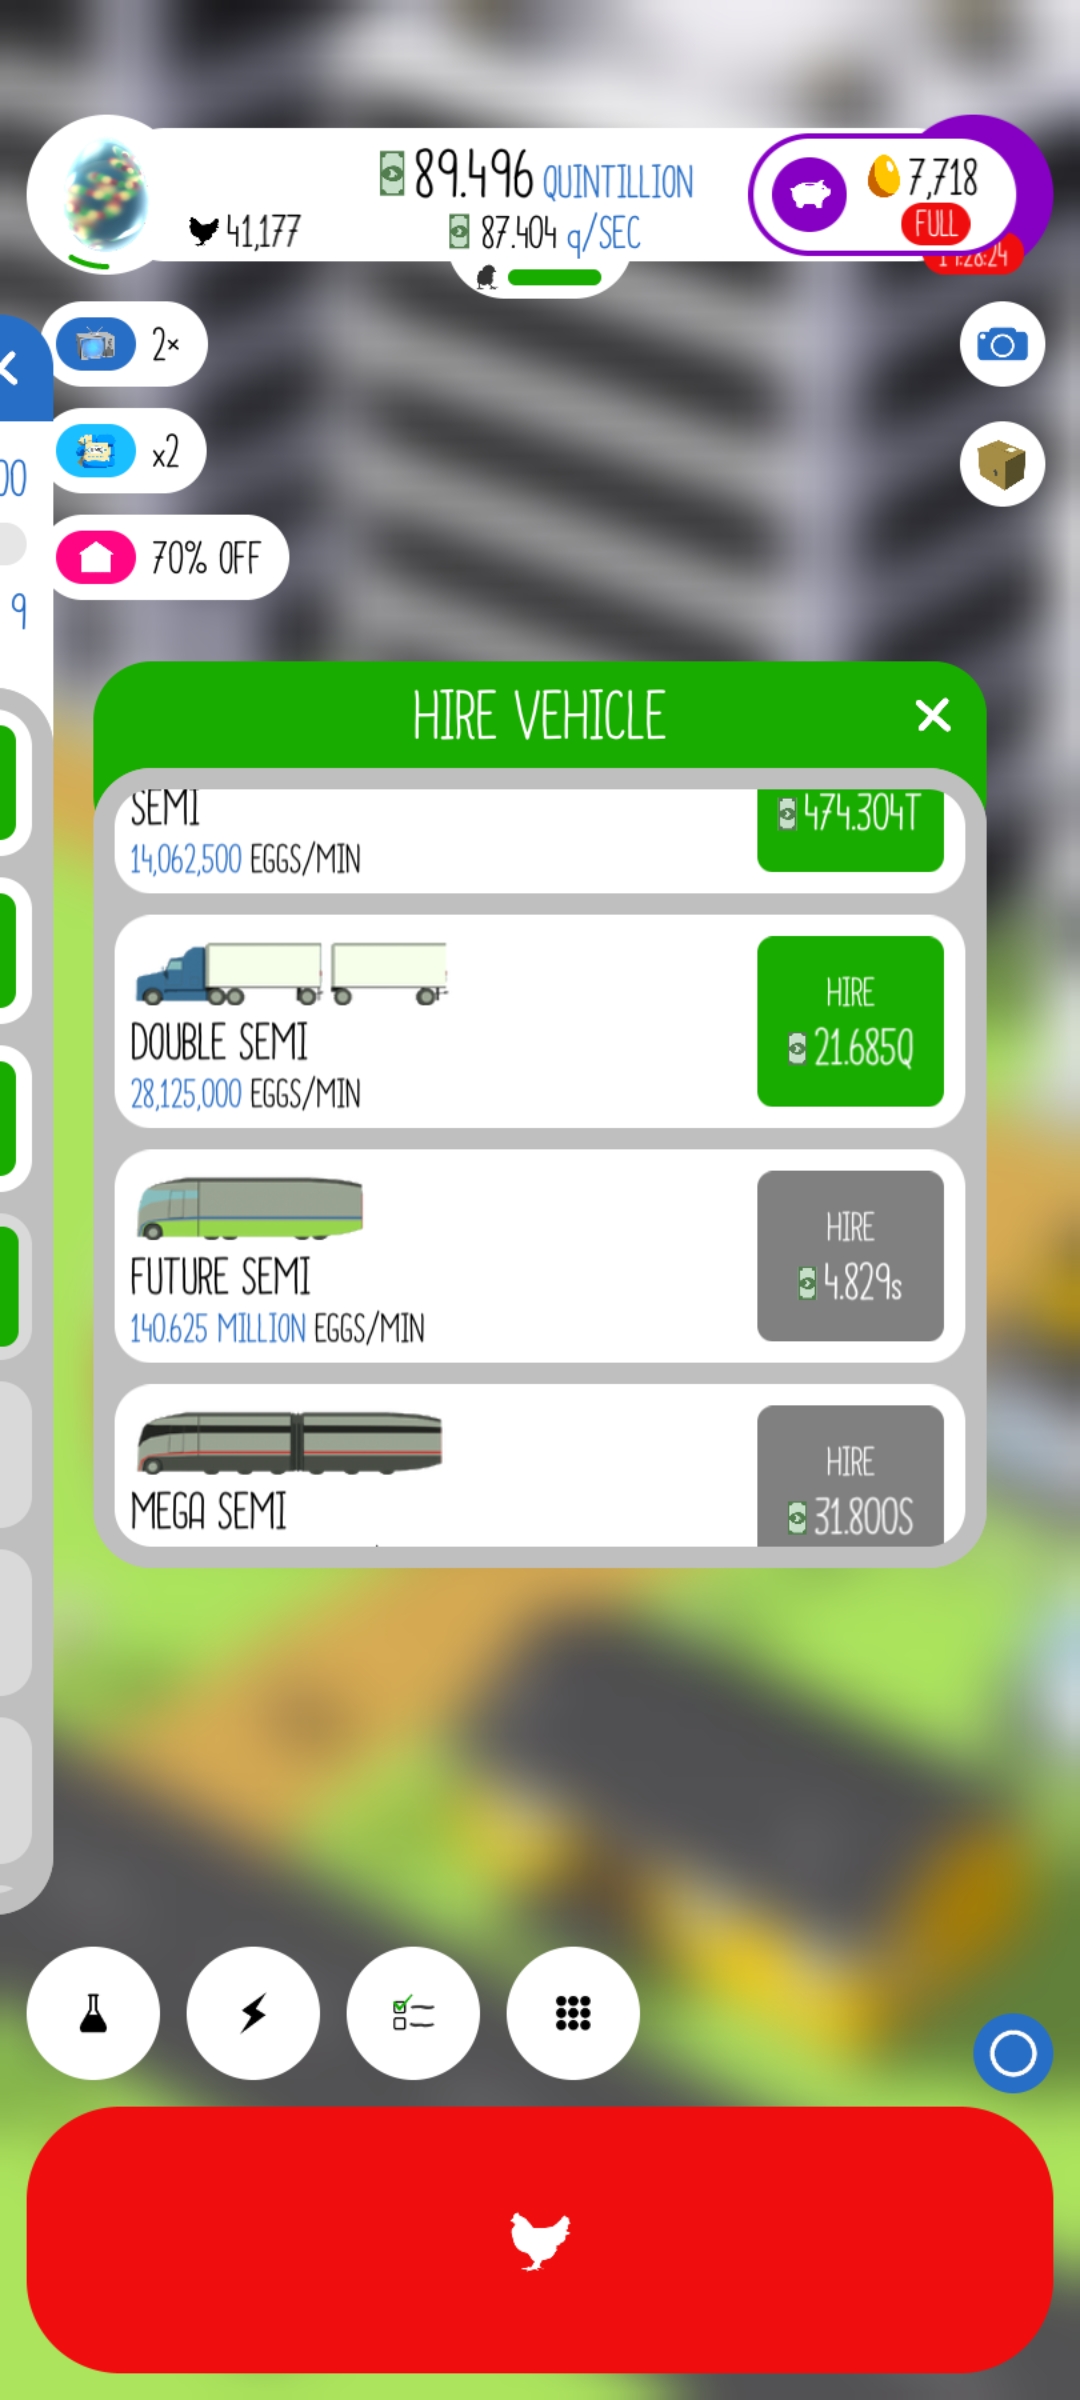 89.496 QUINTILLION
41,177
87.404 q/SEC
7,718
FULL
2×
x2
00
70% OFF
9
HIRE VEHICLE
SEMI
474.304T
14,062,500 EGGS/MIN
HIRE
21.685Q
DOUBLE SEMI
28,125,000 EGGS/MIN
HIRE
4.829s
FUTURE SEMI
140.625 MILLION EGGS/MIN
HIRE
31.800S
MEGA SEMI